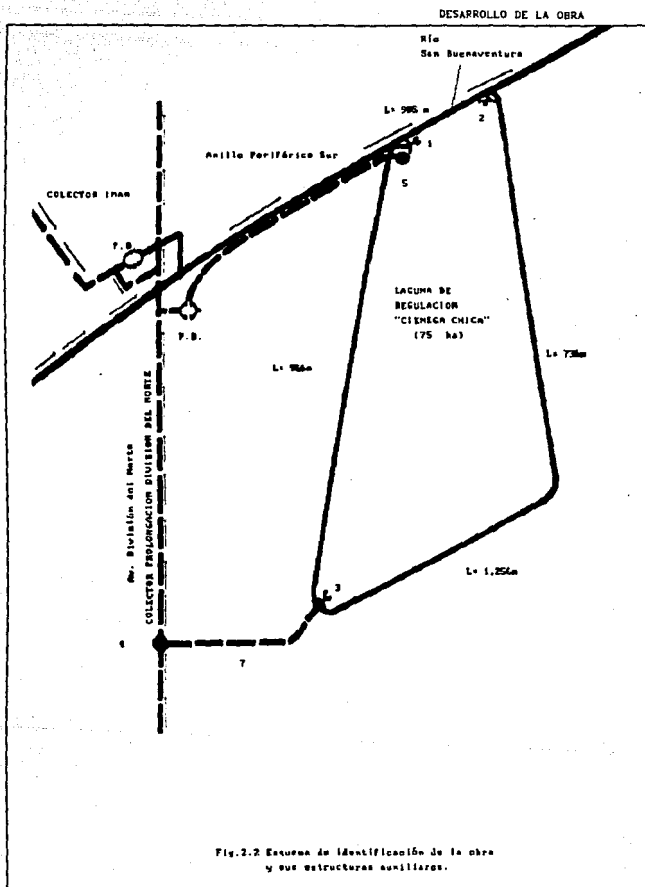 DESARROLLO DE LA OBRA
Río
San Buenaventura
L= 985 m
2
1
Anillo Periférico Sur
5
COLECTOR IMAN
P.B.
P.B.
LAGUNA DE
REGULACION
"CIENEGA CHICA"
(75 ha)
L= 738m
Av. División del Norte
COLECTOR PROLONGACION DIVISION DEL NORTE
L= 1,256m
3
4
7
Fig.2.2 Esquema de identificación de la obra
y sus estructuras auxiliares.